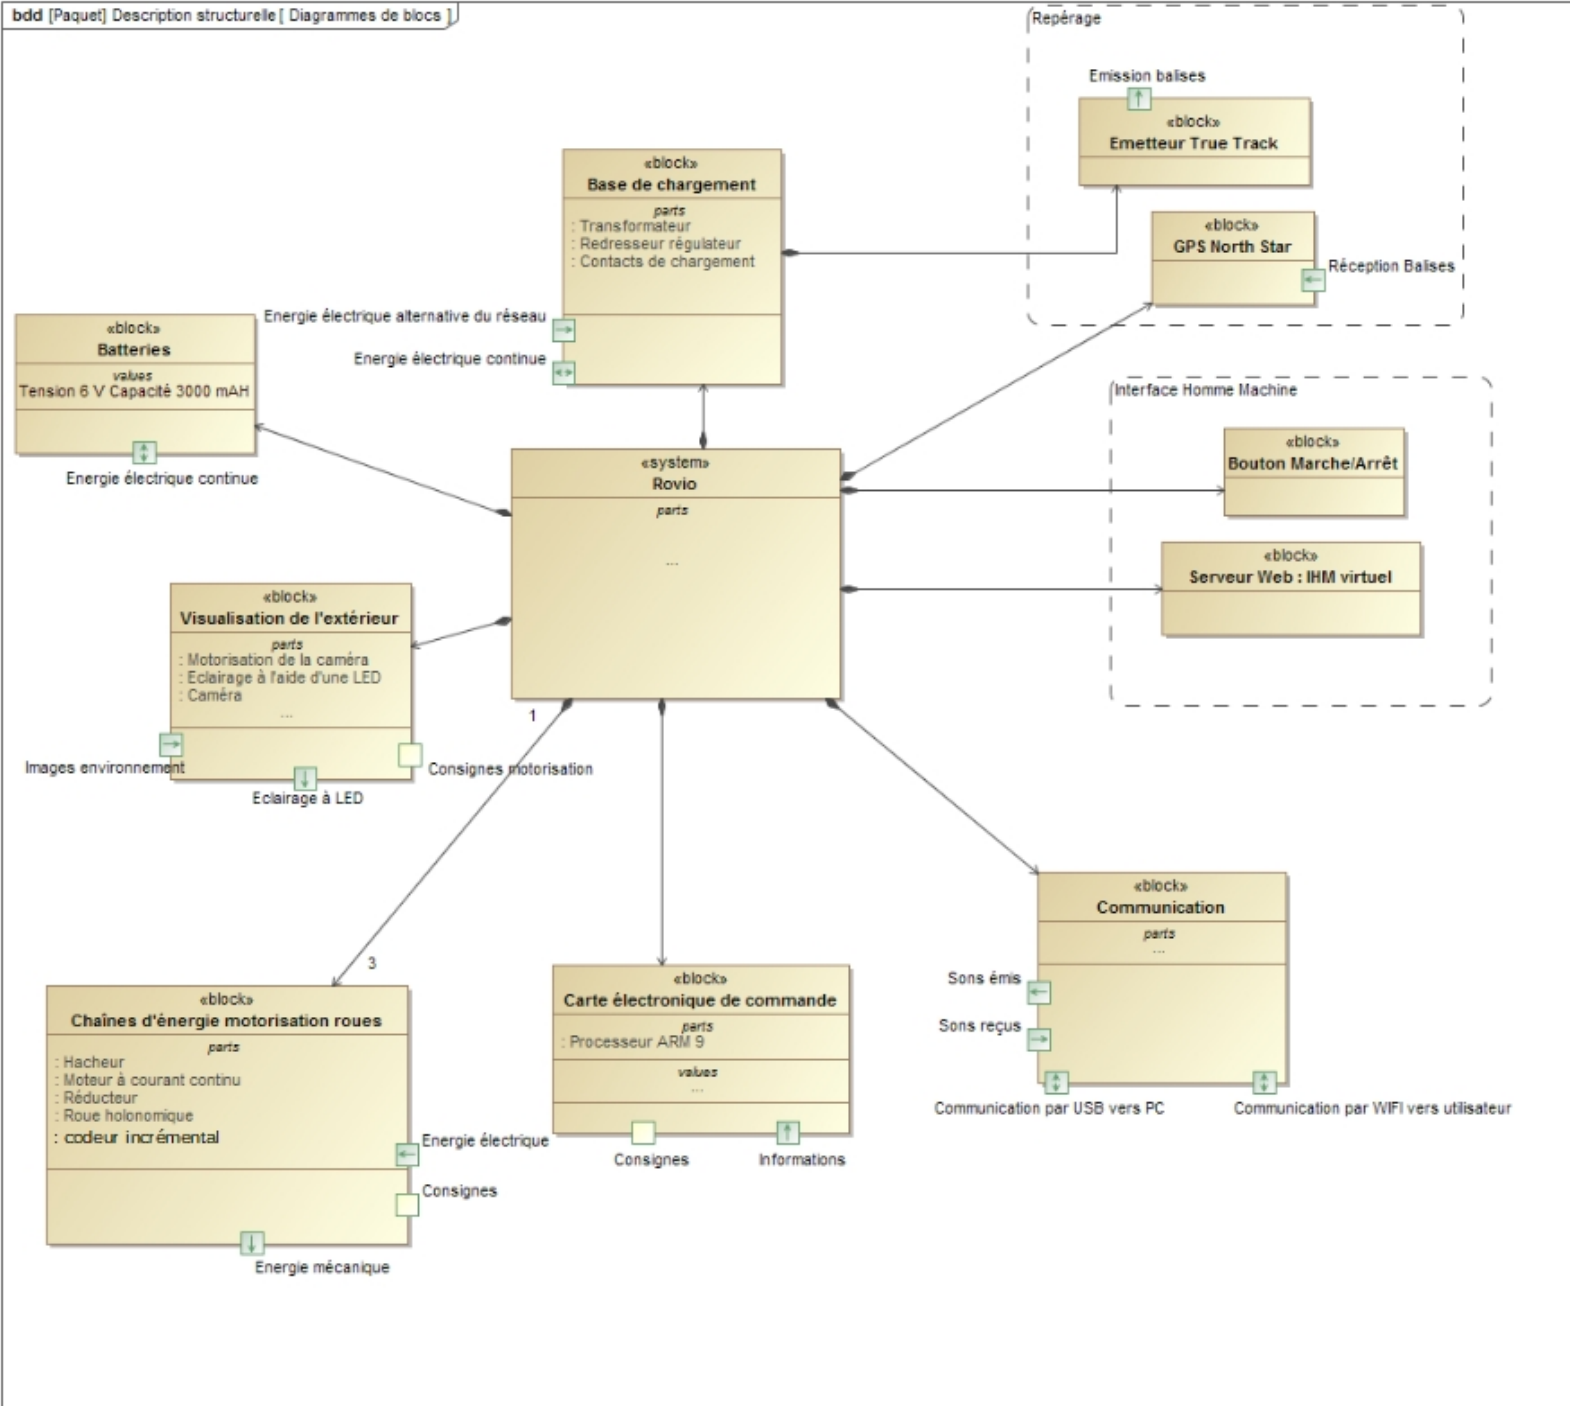 bdd [Paquet] Description structurelle [ Diagrammes de blocs ]
Repérage
Emission balises
«block»
Emetteur True Track
«block»
GPS North Star
Réception Balises
«block»
Base de chargement
parts
: Transformateur
: Redresseur régulateur
: Contacts de chargement
Energie électrique alternative du réseau
Energie électrique continue
«block»
Batteries
values
Tension 6 V Capacité 3000 mAH
Energie électrique continue
Interface Homme Machine
«block»
Bouton Marche/Arrêt
«block»
Serveur Web : IHM virtuel
«system»
Rovio
parts
...
«block»
Visualisation de l'extérieur
parts
: Motorisation de la caméra
: Eclairage à l'aide d'une LED
: Caméra
...
Images environnement
Eclairage à LED
Consignes motorisation
1
3
«block»
Chaînes d'énergie motorisation roues
parts
: Hacheur
: Moteur à courant continu
: Réducteur
: Roue holonomique
: codeur incrémental
Energie électrique
Consignes
Energie mécanique
«block»
Carte électronique de commande
parts
: Processeur ARM 9
values
...
Consignes
Informations
«block»
Communication
parts
...
Sons émis
Sons reçus
Communication par USB vers PC
Communication par WIFI vers utilisateur